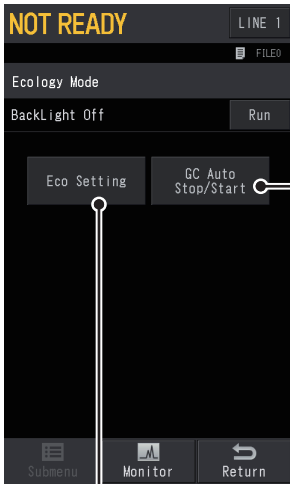 NOT READY
LINE 1
FILE0
Ecology Mode
BackLight Off
Run
Eco Setting
GC Auto
Stop/Start
Submenu
Monitor
Return